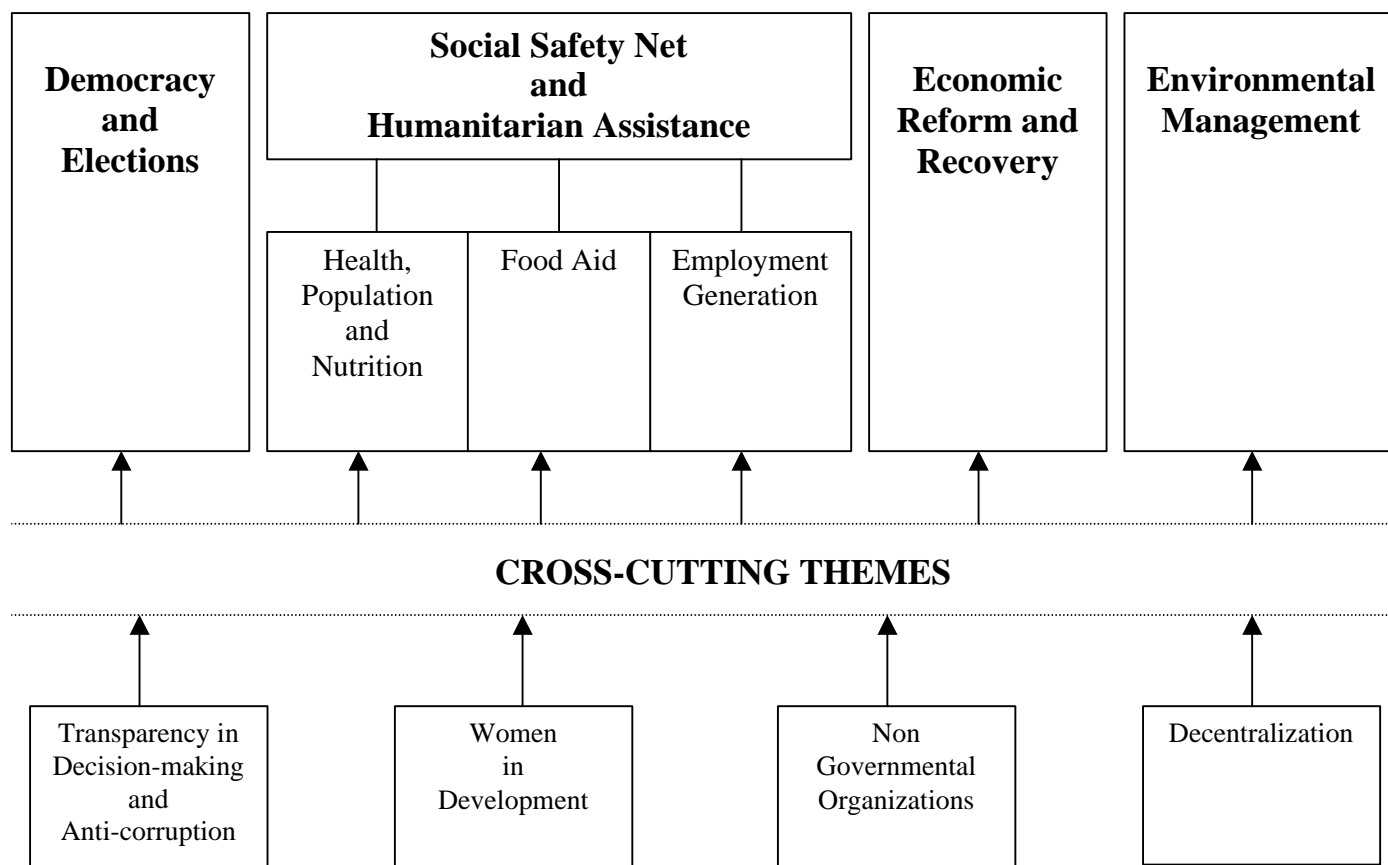 Democracy
and
Elections
Social Safety Net
and
Humanitarian Assistance
Economic
Reform and
Recovery
Environmental
Management
Health,
Population
and
Nutrition
Food Aid
Employment
Generation
CROSS-CUTTING THEMES
Transparency in
Decision-making
and
Anti-corruption
Women
in
Development
Non
Governmental
Organizations
Decentralization